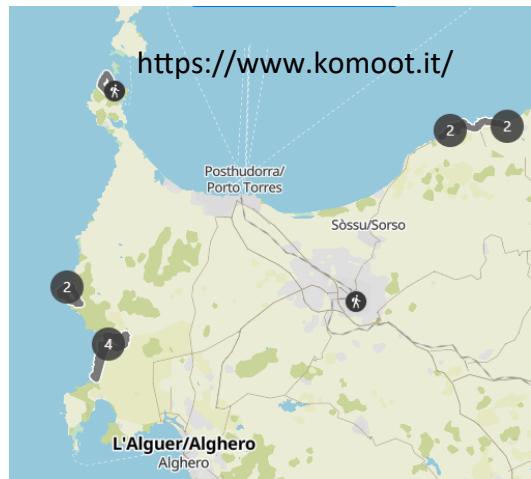 https://www.komoot.it/
2
2
Posthudorra/
Porto Torres
Sòssu/Sorso
2
4
L'Alguer/Alghero
Alghero